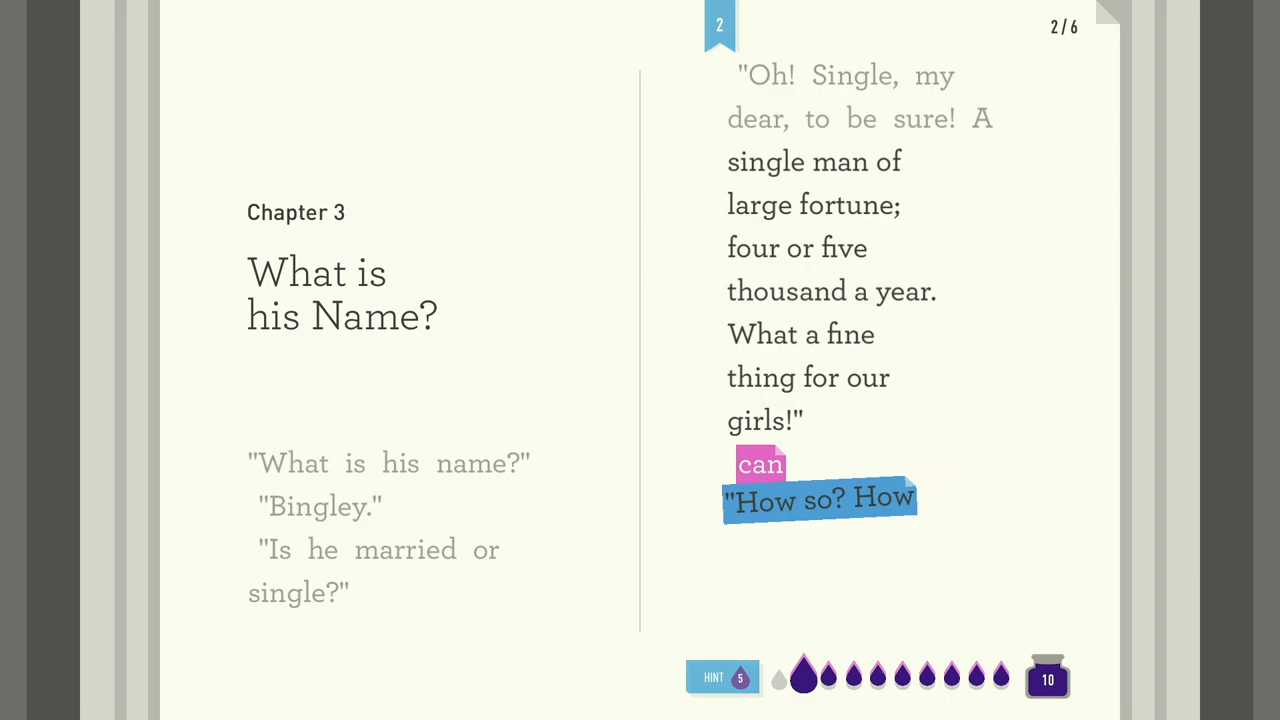 Chapter 3
What is
his Name?
"What is his name?"
"Bingley."
"Is he married or
single?"
2
2/6
"Oh! Single, my
dear, to be sure! A
single man of
large fortune;
four or five
thousand a year.
What a fine
thing for our
girls!"
can
"How so? How
HINT 5
10